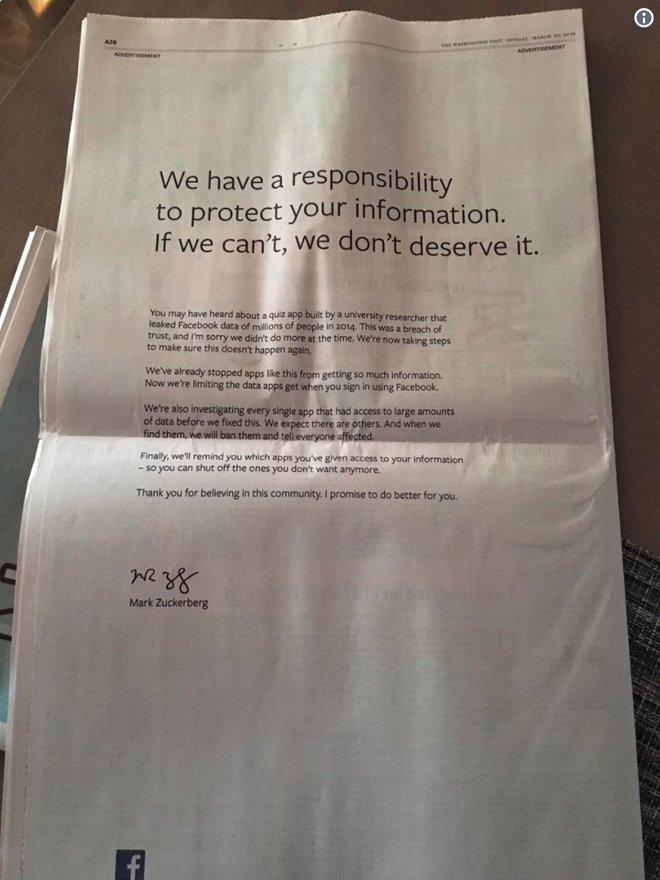 A26
THE WASHINGTON POST · SUNDAY, MARCH 25, 2018
ADVERTISEMENT
ADVERTISEMENT
We have a responsibility
to protect your information.
If we can't, we don't deserve it.
You may have heard about a quiz app built by a university researcher that
leaked Facebook data of millions of people in 2014. This was a breach of
trust, and I'm sorry we didn't do more at the time. We're now taking steps
to make sure this doesn't happen again.
We've already stopped apps like this from getting so much information.
Now we're limiting the data apps get when you sign in using Facebook.
We're also investigating every single app that had access to large amounts
of data before we fixed this. We expect there are others. And when we
find them, we will ban them and tell everyone affected.
Finally, we'll remind you which apps you've given access to your information
– so you can shut off the ones you don't want anymore.
Thank you for believing in this community. I promise to do better for you.
Mark Zuckerberg
f